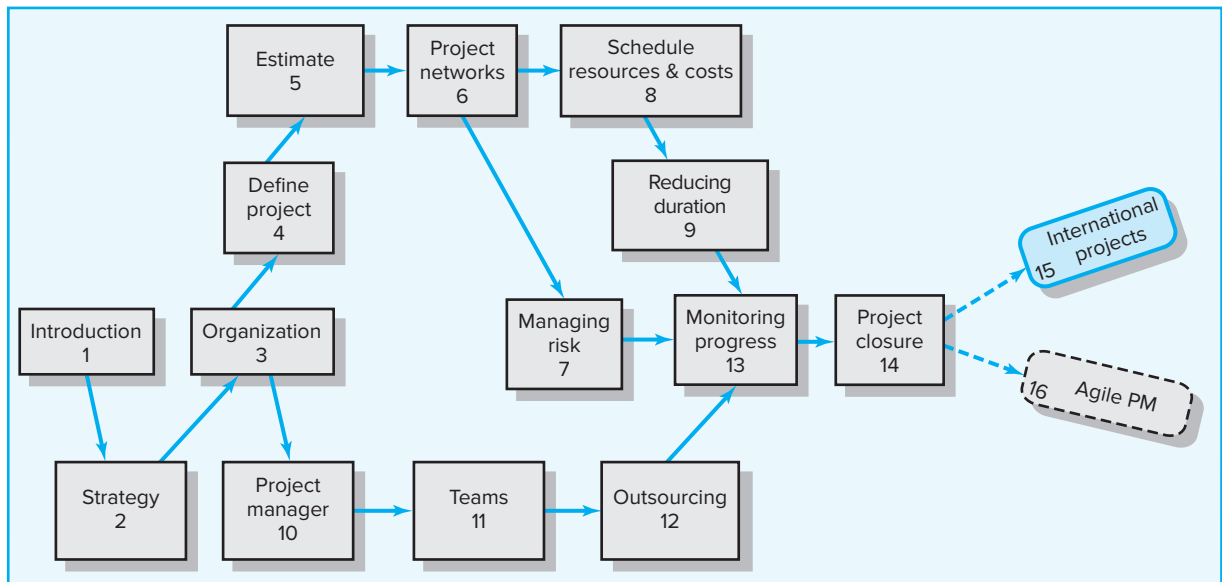 Estimate
5
Project
networks
6
Schedule
resources & costs
8
Define
project
4
Reducing
duration
9
International
projects
15
Introduction
1
Organization
3
Managing
risk
7
Monitoring
progress
13
Project
closure
14
16
Agile PM
Strategy
2
Project
manager
10
Teams
11
Outsourcing
12